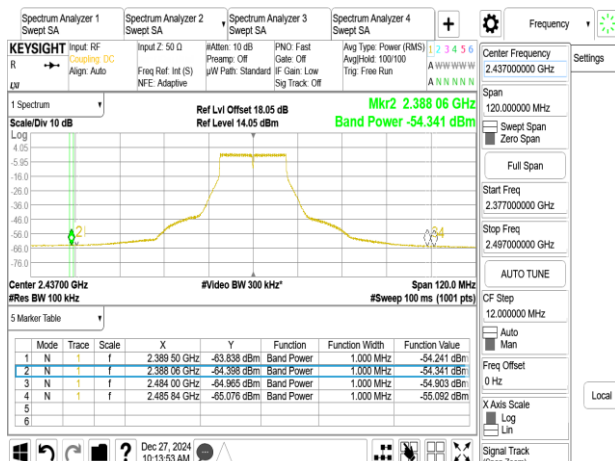 Spectrum Analyzer 1
Swept SA
Spectrum Analyzer 2
Swept SA
Spectrum Analyzer 3
Swept SA
Spectrum Analyzer 4
Swept SA
+
Frequency
KEYSIGHT
R
Input: RF
Coupling: DC
Align: Auto
Input Z: 50 Ω
Freq Ref: Int (S)
NFE: Adaptive
#Atten: 10 dB
Preamp: Off
µW Path: Standard
PNO: Fast
Gate: Off
IF Gain: Low
Sig Track: Off
Avg Type: Power (RMS)
Avg|Hold: 100/100
Trig: Free Run
1 2 3 4 5 6
A W W W W W
A N N N N N
1 Spectrum
Scale/Div 10 dB
Ref Lvl Offset 18.05 dB
Ref Level 14.05 dBm
Mkr2 2.388 06 GHz
Band Power -54.341 dBm
Log
4.05
-5.95
-16.0
-26.0
-36.0
-46.0
-56.0
-66.0
-76.0
Center 2.43700 GHz
#Res BW 100 kHz
#Video BW 300 kHz*
Span 120.0 MHz
#Sweep 100 ms (1001 pts)
5 Marker Table
Mode Trace Scale X Y Function Function Width Function Value
1 N 1 f 2.389 50 GHz -63.838 dBm Band Power 1.000 MHz -54.241 dBm
2 N 1 f 2.388 06 GHz -64.398 dBm Band Power 1.000 MHz -54.341 dBm
3 N 1 f 2.484 00 GHz -64.965 dBm Band Power 1.000 MHz -54.903 dBm
4 N 1 f 2.485 84 GHz -65.076 dBm Band Power 1.000 MHz -55.092 dBm
5
6
Dec 27, 2024
10:13:53 AM
Center Frequency
2.437000000 GHz
Span
120.000000 MHz
Swept Span
Zero Span
Full Span
Start Freq
2.377000000 GHz
Stop Freq
2.497000000 GHz
AUTO TUNE
CF Step
12.000000 MHz
Auto
Man
Freq Offset
0 Hz
X Axis Scale
Log
Lin
Signal Track
Settings
Local